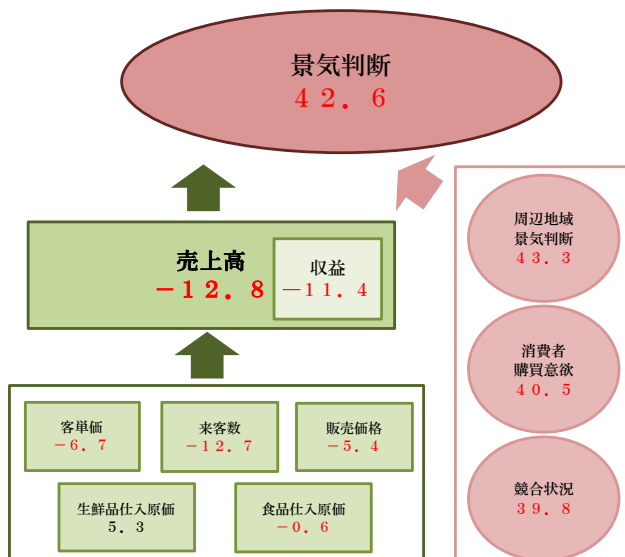 景気判断
４２．６
売上高
－１２．８
収益
－１１．４
周辺地域
景気判断
４３．３
消費者
購買意欲
４０．５
競合状況
３９．８
客単価
－６．７
来客数
－１２．７
販売価格
－５．４
生鮮品仕入原価
５．３
食品仕入原価
－０．６